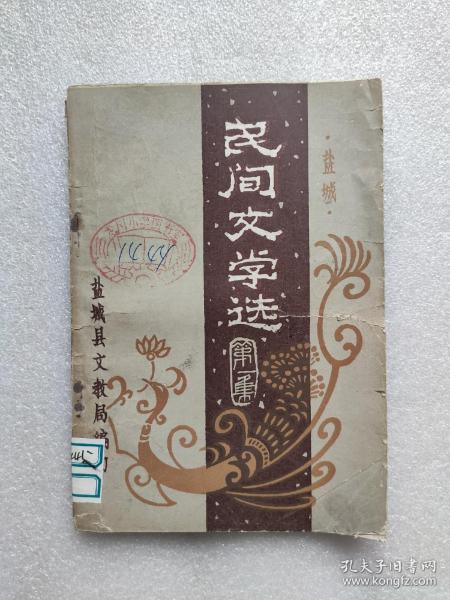 ·盐城·
民间文学选
第一集
盐城县文教局编印
1444
孔夫子旧书网
www.kongfz.com